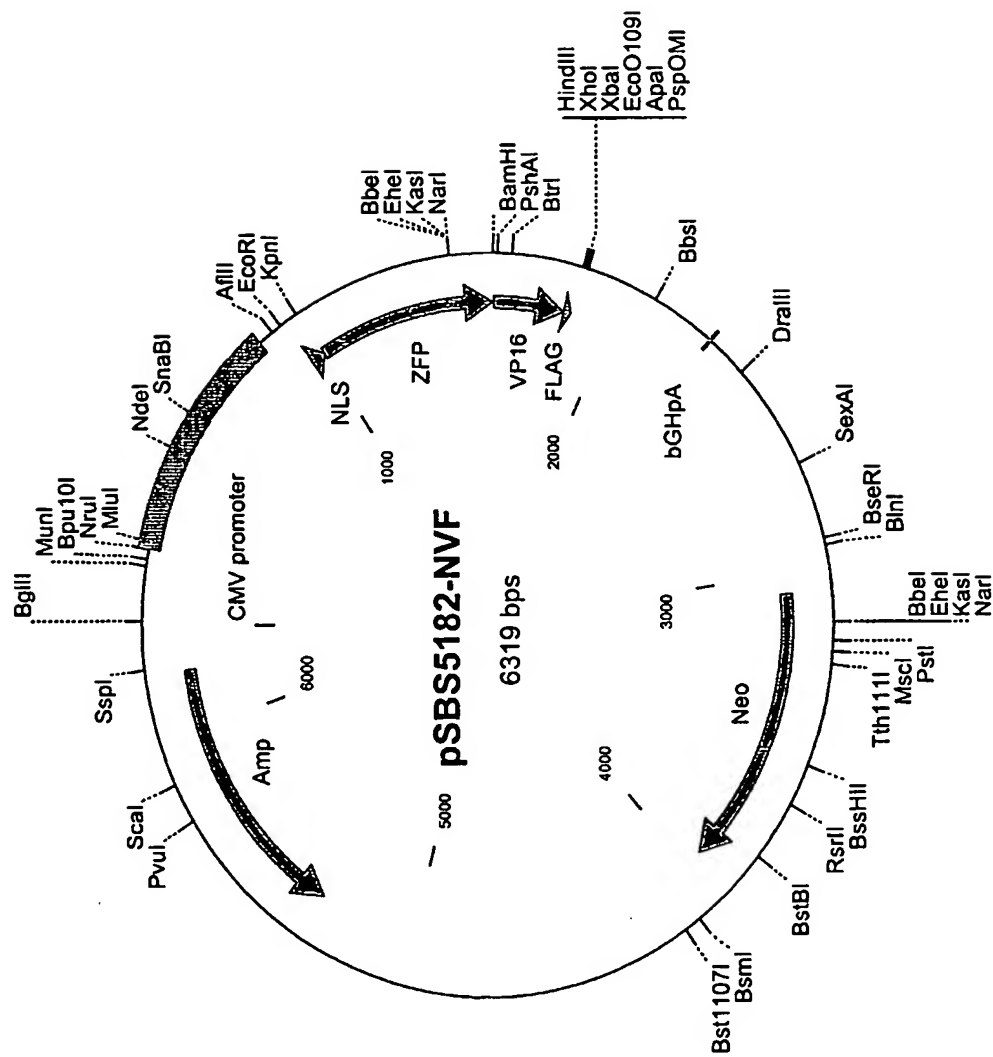 BglII
MunI
Bpu10I
NruI
MluI
NdeI
SnaBI
AflII
EcoRI
KpnI
BbeI
EheI
KasI
NarI
BamHI
PshAI
BtrI
HindIII
XhoI
XbaI
EcoO109I
ApaI
PspOMI
BbsI
DraIII
SexAI
BseRI
BlnI
BbeI
EheI
KasI
NarI
PstI
MscI
Tth111I
BssHII
RsrII
BstBI
BsmI
Bst1107I
PvuI
ScaI
SspI
CMV promoter
NLS
ZFP
VP16
FLAG
bGHpA
Neo
Amp
1000
2000
3000
4000
5000
6000
pSBS5182-NVF
6319 bps